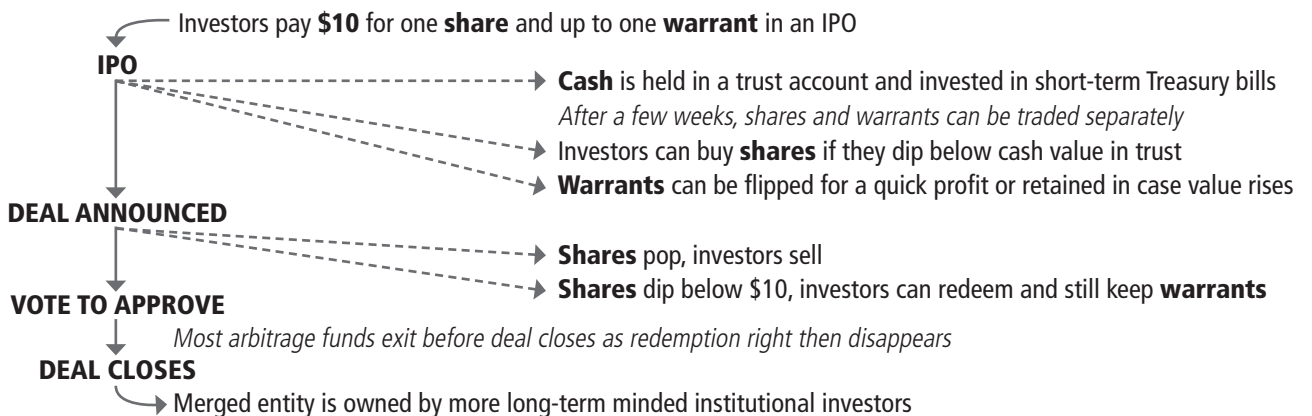 Investors pay $10 for one share and up to one warrant in an IPO
IPO
Cash is held in a trust account and invested in short-term Treasury bills
After a few weeks, shares and warrants can be traded separately
Investors can buy shares if they dip below cash value in trust
Warrants can be flipped for a quick profit or retained in case value rises
DEAL ANNOUNCED
Shares pop, investors sell
Shares dip below $10, investors can redeem and still keep warrants
VOTE TO APPROVE
Most arbitrage funds exit before deal closes as redemption right then disappears
DEAL CLOSES
Merged entity is owned by more long-term minded institutional investors